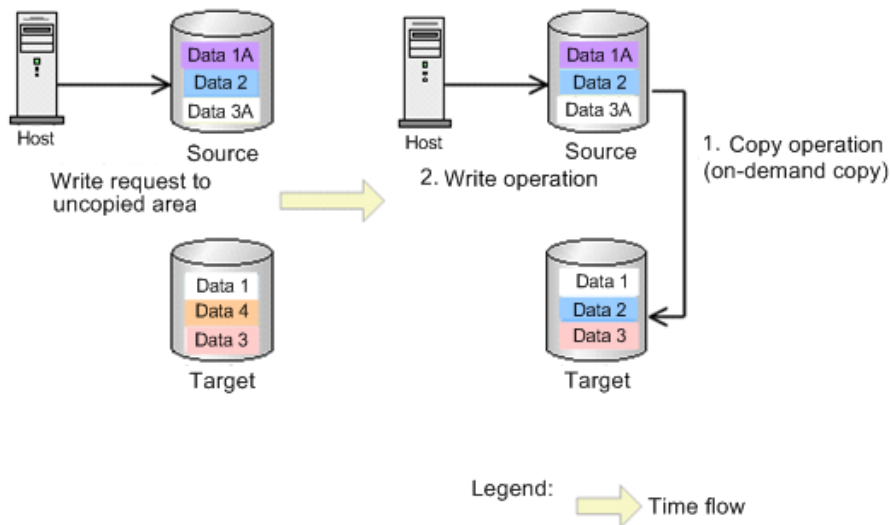 Data 1A
Data 2
Data 3A
Host
Source
Write request to
uncopied area
Data 1
Data 4
Data 3
Target
Data 1A
Data 2
Data 3A
Host
Source
2. Write operation
1. Copy operation
(on-demand copy)
Data 1
Data 2
Data 3
Target
Legend:
Time flow